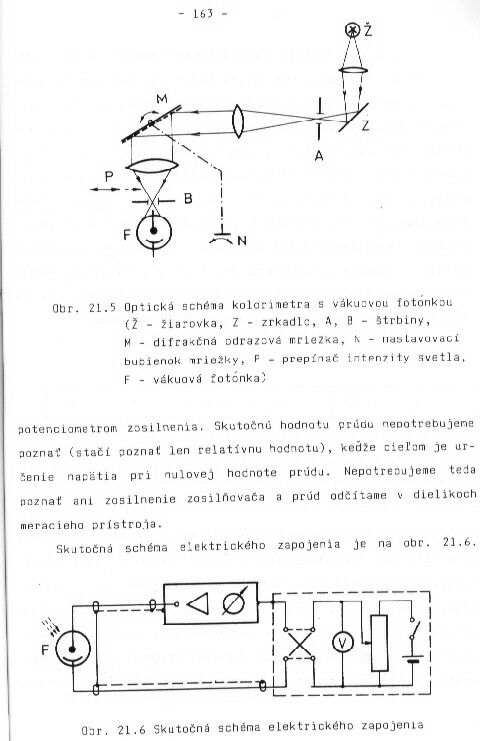 - 163 -
Ž
M
Z
A
P
B
F
N
Obr. 21.5 Optická schéma kolorimetra s vákuovou fotónkou
(Ž - žiarovka, Z - zrkadlo, A, B - štrbiny,
M - difrakčná odrazová mriežka, N - nastavovací
bubienok mriežky, P - prepínač intenzity svetla,
F - vákuová fotónka)
potenciometrom zosilnenia. Skutočnú hodnotu prúdu nepotrebujeme
poznať (stačí poznať len relatívnu hodnotu), keďže cieľom je ur-
čenie napätia pri nulovej hodnote prúdu. Nepotrebujeme teda
poznať ani zosilnenie zosilňovača a prúd odčítame v dielikoch
meracieho prístroja.
Skutočná schéma elektrického zapojenia je na obr. 21.6.
F
V
Obr. 21.6 Skutočná schéma elektrického zapojenia